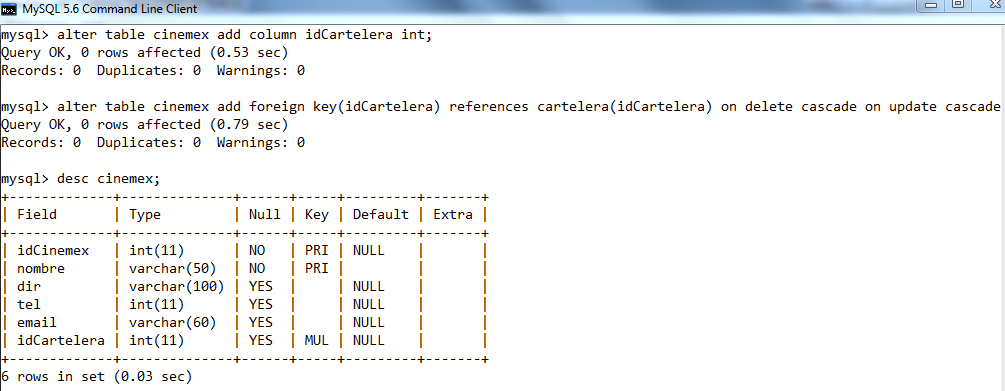 MySQL 5.6 Command Line Client
mysql> alter table cinemex add column idCartelera int;
Query OK, 0 rows affected (0.53 sec)
Records: 0  Duplicates: 0  Warnings: 0
mysql> alter table cinemex add foreign key(idCartelera) references cartelera(idCartelera) on delete cascade on update cascade
Query OK, 0 rows affected (0.79 sec)
Records: 0  Duplicates: 0  Warnings: 0
mysql> desc cinemex;
+-------------+--------------+------+-----+---------+-------+
| Field       | Type         | Null | Key | Default | Extra |
+-------------+--------------+------+-----+---------+-------+
| idCinemex   | int(11)      | NO   | PRI | NULL    |       |
| nombre      | varchar(50)  | NO   | PRI |         |       |
| dir         | varchar(100) | YES  |     | NULL    |       |
| tel         | int(11)      | YES  |     | NULL    |       |
| email       | varchar(60)  | YES  |     | NULL    |       |
| idCartelera | int(11)      | YES  | MUL | NULL    |       |
+-------------+--------------+------+-----+---------+-------+
6 rows in set (0.03 sec)